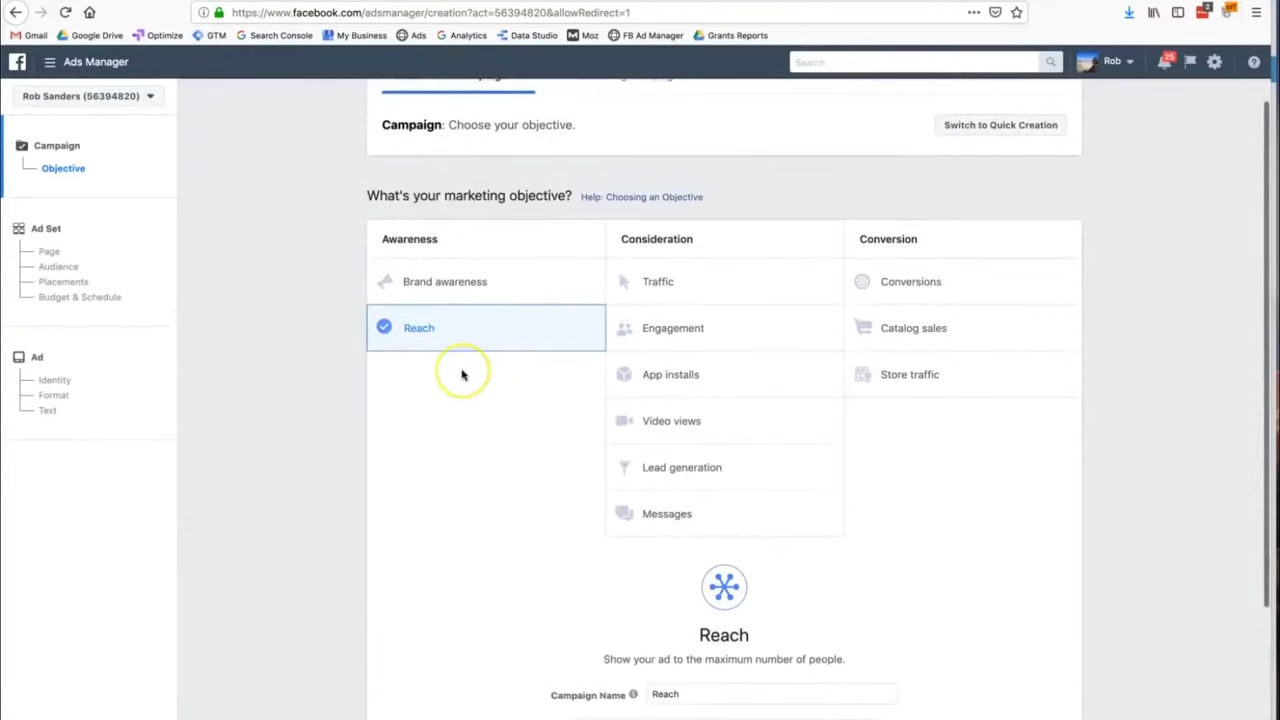 https://www.facebook.com/adsmanager/creation?act=56394820&allowRedirect=1
2
off
Gmail Google Drive Optimize GTM Search Console My Business Ads Analytics Data Studio Moz FB Ad Manager Grants Reports
Ads Manager
Search
Rob
25
Rob Sanders (56394820)
Campaign
Objective
Ad Set
Page
Audience
Placements
Budget & Schedule
Ad
Identity
Format
Text
Campaign: Choose your objective.
Switch to Quick Creation
What's your marketing objective? Help: Choosing an Objective
Awareness Consideration Conversion
Brand awareness Traffic Conversions
Reach Engagement Catalog sales
App installs Store traffic
Video views
Lead generation
Messages
Reach
Show your ad to the maximum number of people.
Campaign Name Reach